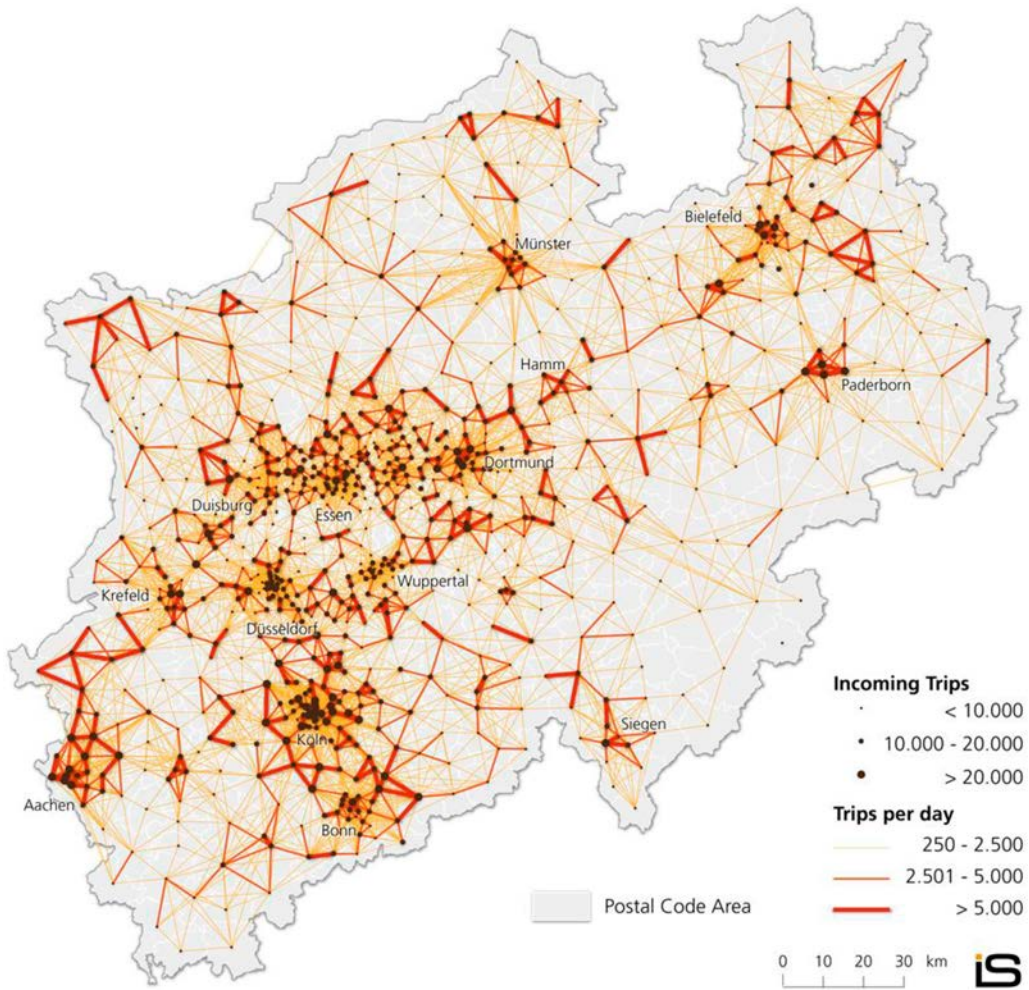 Münster
Bielefeld
Hamm
Paderborn
Dortmund
Duisburg
Essen
Krefeld
Wuppertal
Düsseldorf
Siegen
Köln
Aachen
Bonn
Incoming Trips
< 10.000
10.000 - 20.000
> 20.000
Trips per day
250 - 2.500
2.501 - 5.000
> 5.000
Postal Code Area
0 10 20 30 km
is